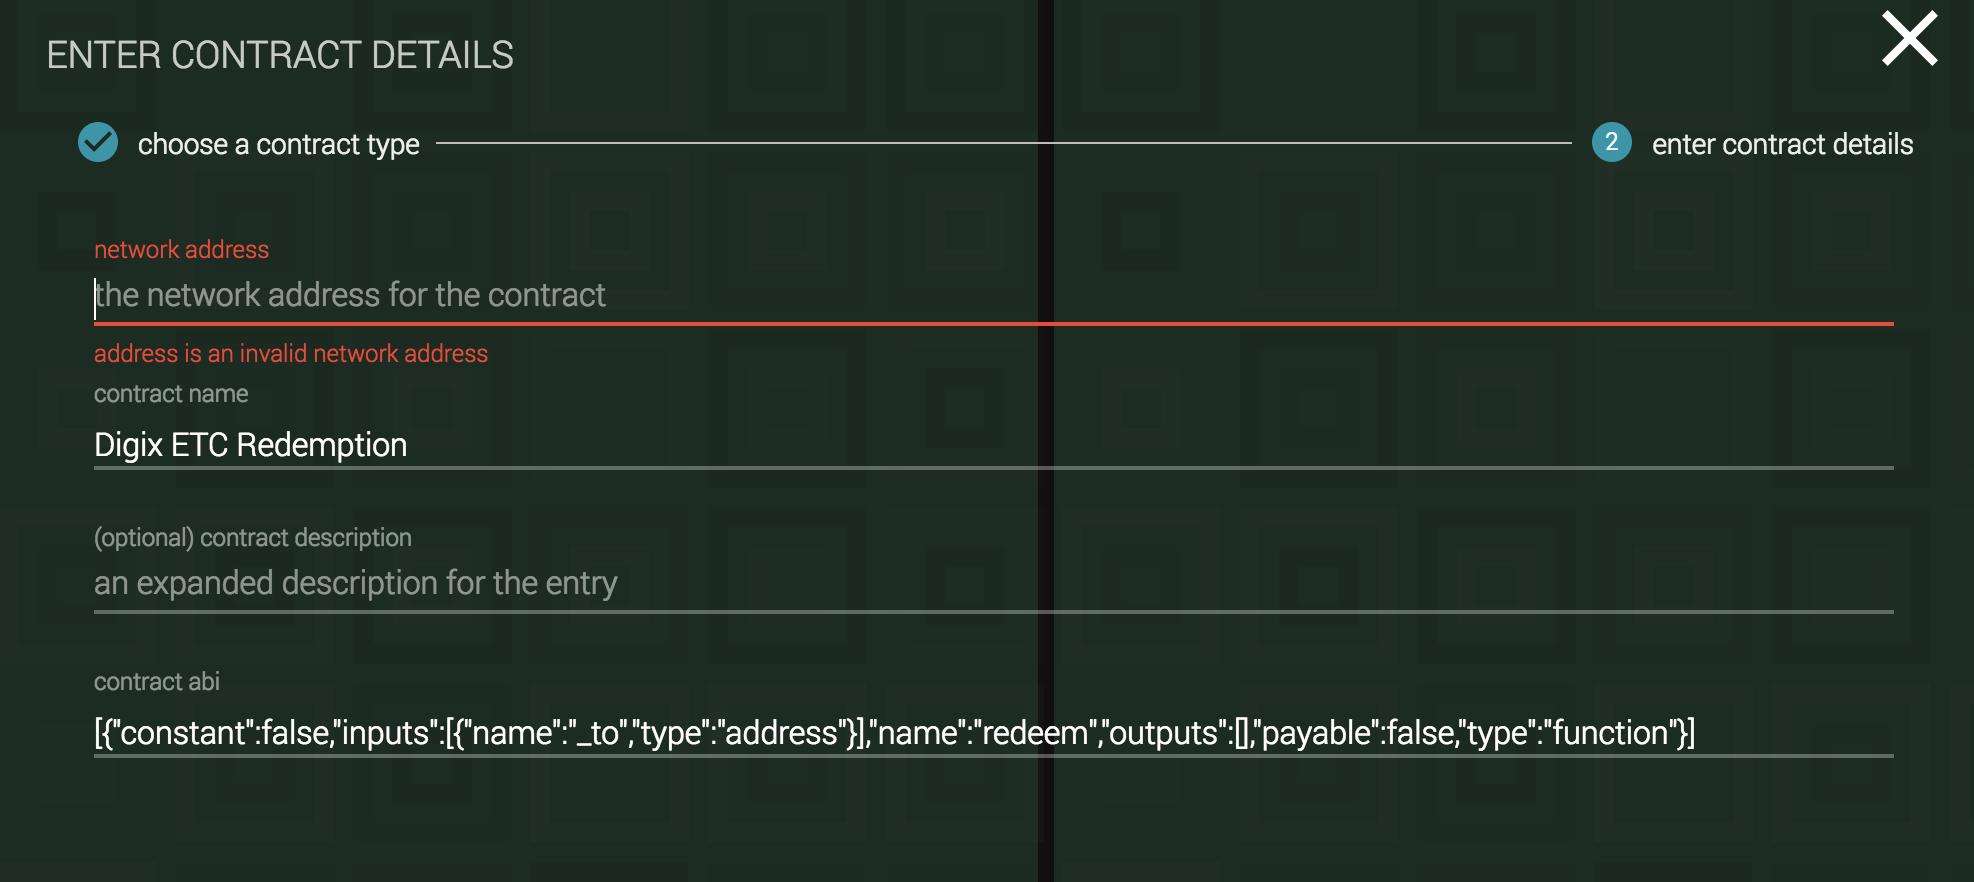 ENTER CONTRACT DETAILS
choose a contract type
2 enter contract details
network address
the network address for the contract
address is an invalid network address
contract name
Digix ETC Redemption
(optional) contract description
an expanded description for the entry
contract abi
[{"constant":false,"inputs":[{"name":"_to","type":"address"}],"name":"redeem","outputs":[],"payable":false,"type":"function"}]